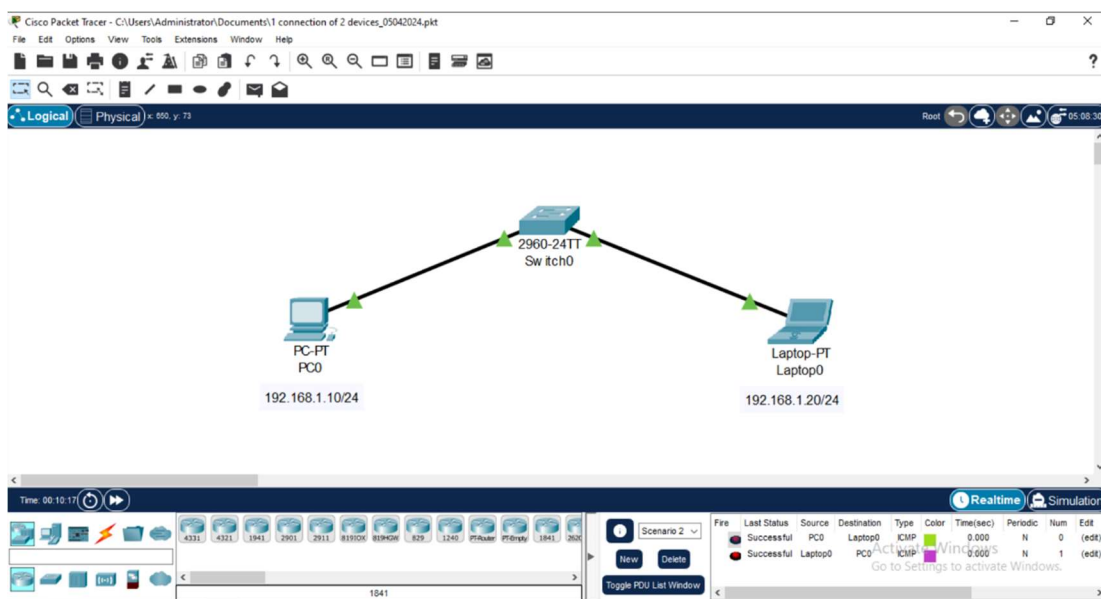 Cisco Packet Tracer - C:\Users\Administrator\Documents\1 connection of 2 devices_05042024.pkt
File Edit Options View Tools Extensions Window Help
Logical Physical x: 660, y: 73 Root 05:08:30
2960-24TT
Switch0
PC-PT
PC0
192.168.1.10/24
Laptop-PT
Laptop0
192.168.1.20/24
Time: 00:10:17 Realtime Simulation
4331 4321 1941 2901 2911 819IOX 819HGW 829 1240 PT-Router PT-Empty 1841
1841
Scenario 2
New Delete
Toggle PDU List Window
Fire Last Status Source Destination Type Color Time(sec) Periodic Num Edit
Successful PC0 Laptop0 ICMP 0.000 N 0 (edit)
Successful Laptop0 PC0 ICMP 0.000 N 1 (edit)
Activate Windows
Go to Settings to activate Windows.